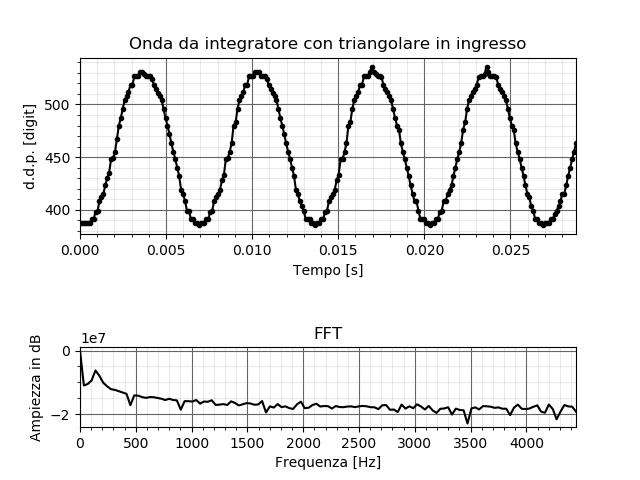 Onda da integratore con triangolare in ingresso
d.d.p. [digit]
500
450
400
0.000 0.005 0.010 0.015 0.020 0.025
Tempo [s]
FFT
1e7
Ampiezza in dB
0
−2
0 500 1000 1500 2000 2500 3000 3500 4000
Frequenza [Hz]